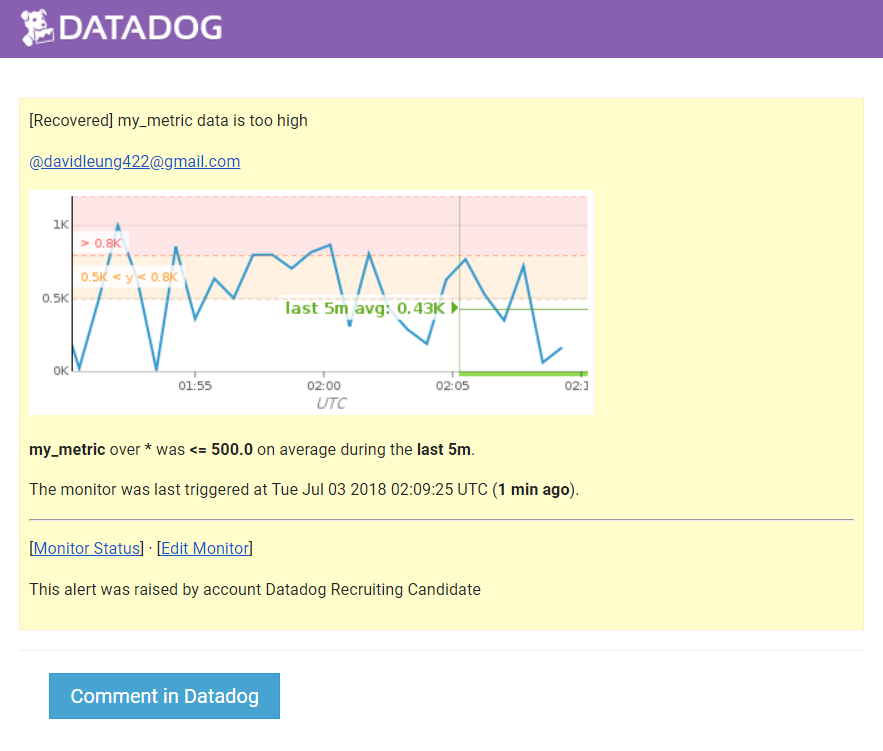 DATADOG
[Recovered] my_metric data is too high
@davidleung422@gmail.com
1K
> 0.8K
0.5K < y < 0.8K
0.5K
last 5m avg: 0.43K
0K
01:55 02:00 02:05 02:1
UTC
my_metric over * was <= 500.0 on average during the last 5m.
The monitor was last triggered at Tue Jul 03 2018 02:09:25 UTC (1 min ago).
[Monitor Status] · [Edit Monitor]
This alert was raised by account Datadog Recruiting Candidate
Comment in Datadog